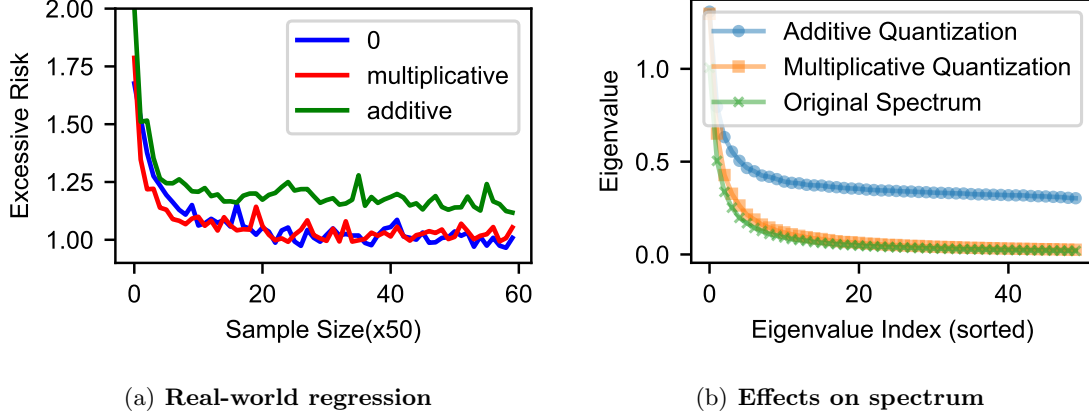 2.00
1.75
1.50
1.25
1.00
Excessive Risk
0
multiplicative
additive
0
20
40
60
Sample Size(x50)
(a) Real-world regression
1.0
0.5
0.0
Eigenvalue
Additive Quantization
Multiplicative Quantization
Original Spectrum
0
20
40
Eigenvalue Index (sorted)
(b) Effects on spectrum